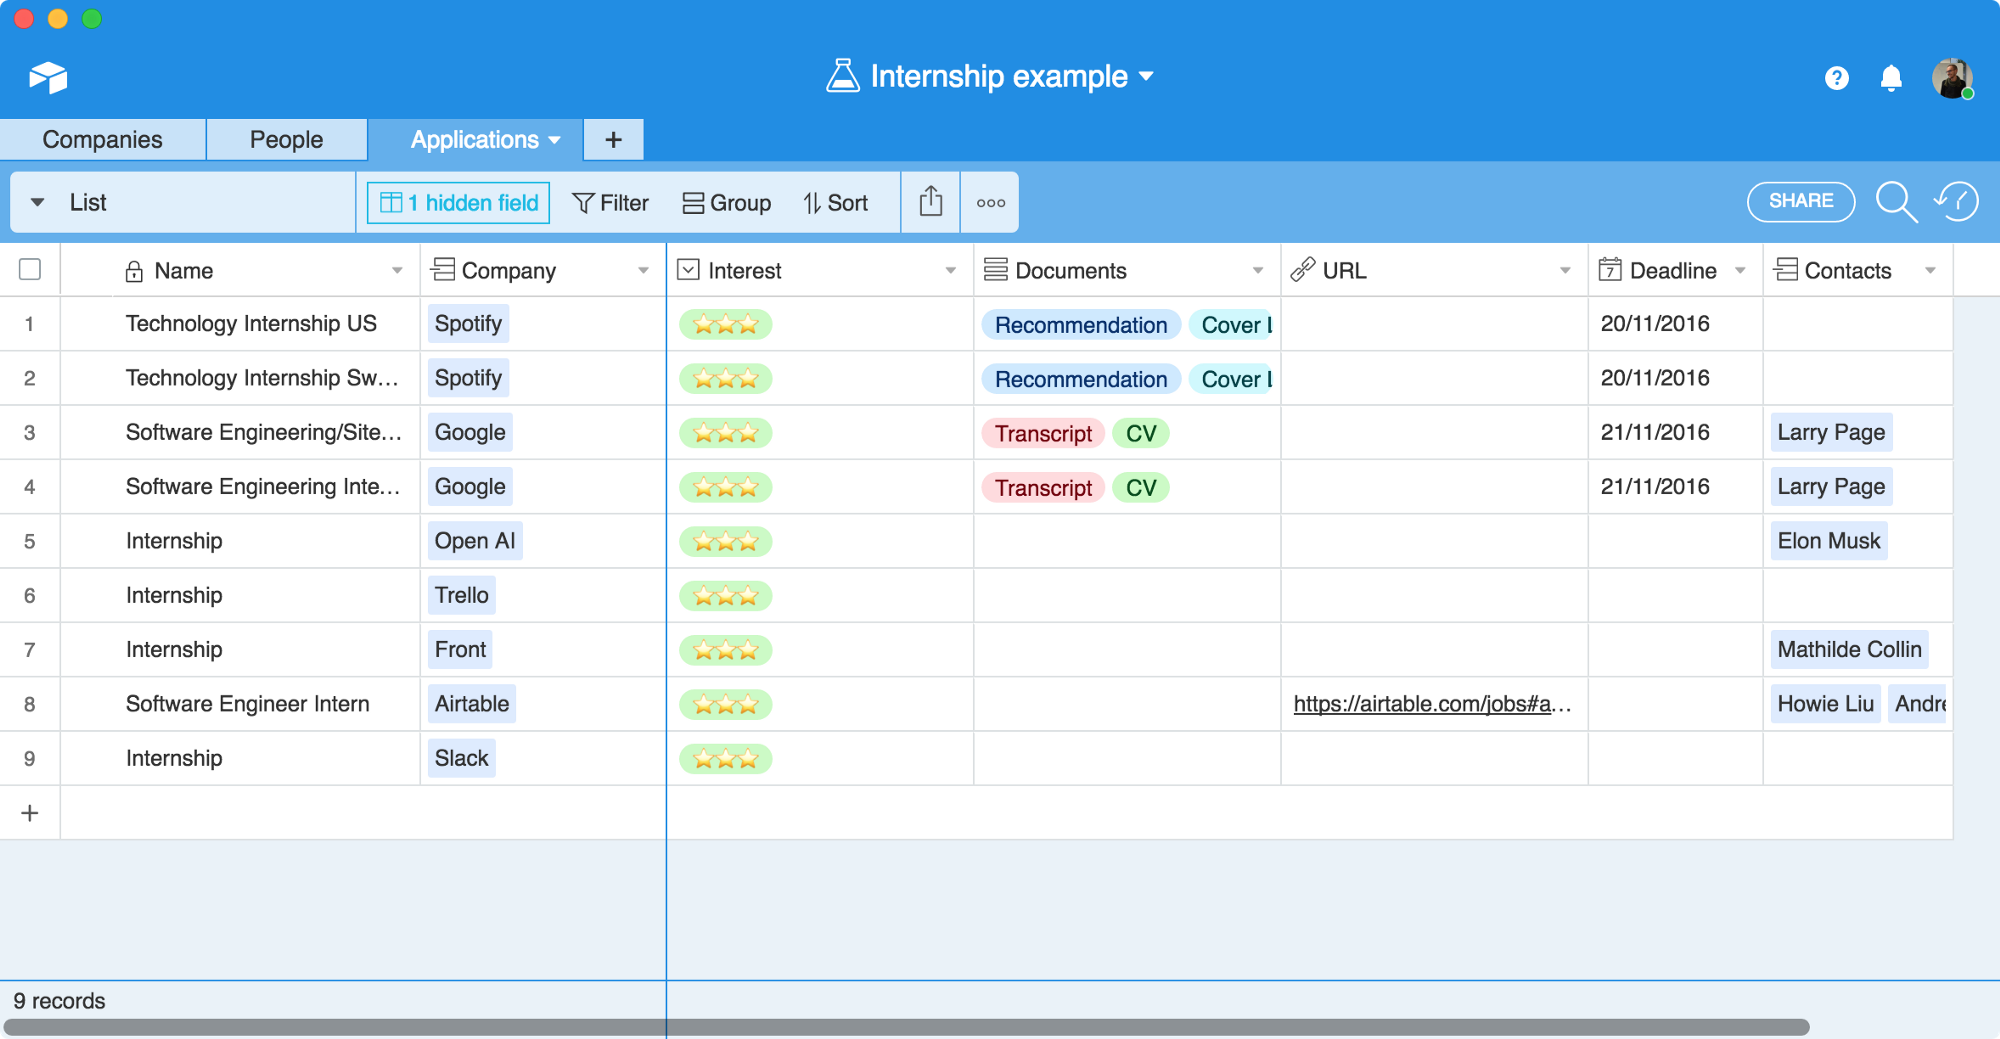 Internship example
Companies People Applications +
List 1 hidden field Filter Group Sort SHARE
Name Company Interest Documents URL 7 Deadline Contacts
1 Technology Internship US Spotify Recommendation Cover 20/11/2016
2 Technology Internship Sw... Spotify Recommendation Cover 20/11/2016
3 Software Engineering/Site... Google Transcript CV 21/11/2016 Larry Page
4 Software Engineering Inte... Google Transcript CV 21/11/2016 Larry Page
5 Internship Open AI Elon Musk
6 Internship Trello
7 Internship Front Mathilde Collin
8 Software Engineer Intern Airtable https://airtable.com/jobs#a... Howie Liu Andre
9 Internship Slack
+
9 records